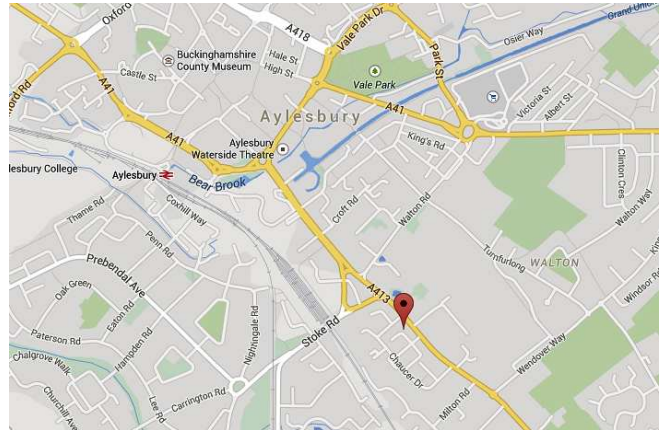 Oxford
A418
Vale Park Dr
Osier Way
Grand Union
Buckinghamshire
County Museum
Hale St
High St
Park St
Castle St
Vale Park
A41
ford Rd
Aylesbury
A41
Victoria St
Albert St
A41
Aylesbury
Waterside Theatre
King's Rd
lesbury College
Aylesbury
Bear Brook
Clinton Cres
Coxhill Way
Croft Rd
Walton Rd
Walton Way
Thame Rd
Penn Rd
Turnfurlong
WALTON
Prebendal Ave
Oak Green
A413
Windsor Rd
Eaton Rd
Nightingale Rd
Stoke Rd
Wendover Way
Paterson Rd
Hampden Rd
Chalgrove Walk
Chaucer Dr
Churchill Ave
Lee Rd
Carrington Rd
Milton Rd